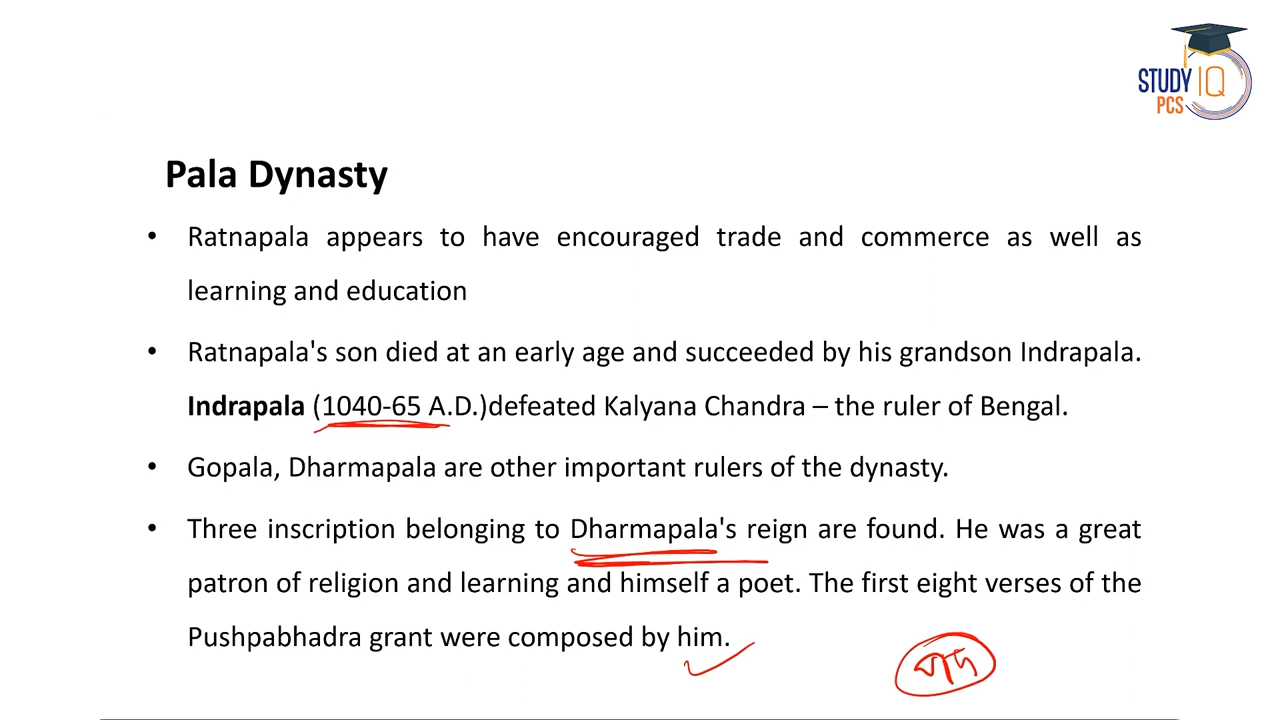 STUDY IQ
PCS
Pala Dynasty
• Ratnapala appears to have encouraged trade and commerce as well as
learning and education
• Ratnapala's son died at an early age and succeeded by his grandson Indrapala.
Indrapala (1040-65 A.D.)defeated Kalyana Chandra – the ruler of Bengal.
• Gopala, Dharmapala are other important rulers of the dynasty.
• Three inscription belonging to Dharmapala's reign are found. He was a great
patron of religion and learning and himself a poet. The first eight verses of the
Pushpabhadra grant were composed by him.